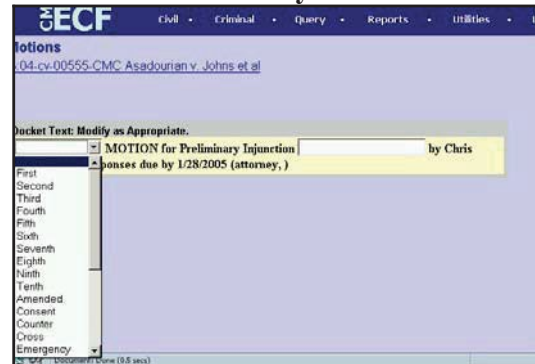 CM ECF Civil • Criminal • Query • Reports • Utilities •
Motions
:04-cv-00555-CMC Asadourian v. Johns et al
Docket Text: Modify as Appropriate.
MOTION for Preliminary Injunction by Chris
ponses due by 1/28/2005 (attorney, )
First
Second
Third
Fourth
Fifth
Sixth
Seventh
Eighth
Ninth
Tenth
Amended
Consent
Counter
Cross
Emergency
Document: Done (0.5 secs)